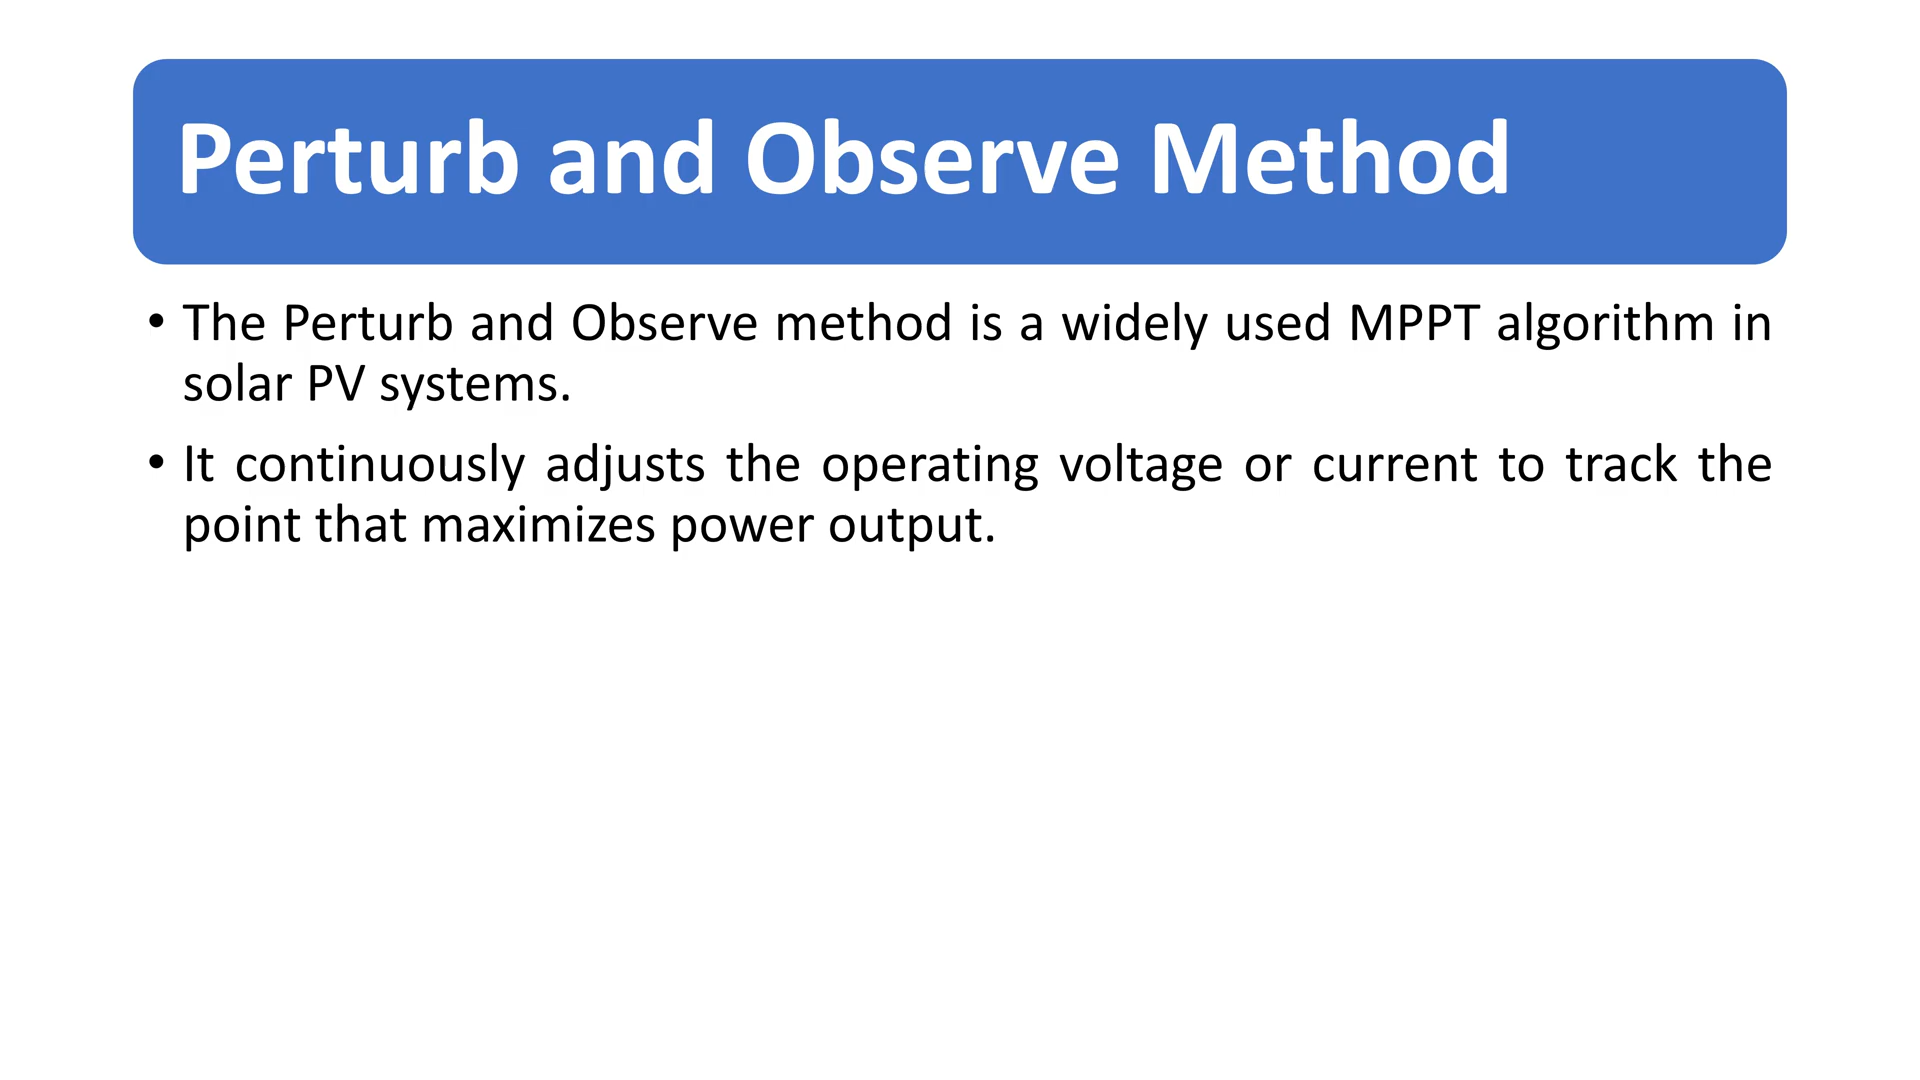 Perturb and Observe Method
• The Perturb and Observe method is a widely used MPPT algorithm in
solar PV systems.
• It continuously adjusts the operating voltage or current to track the
point that maximizes power output.